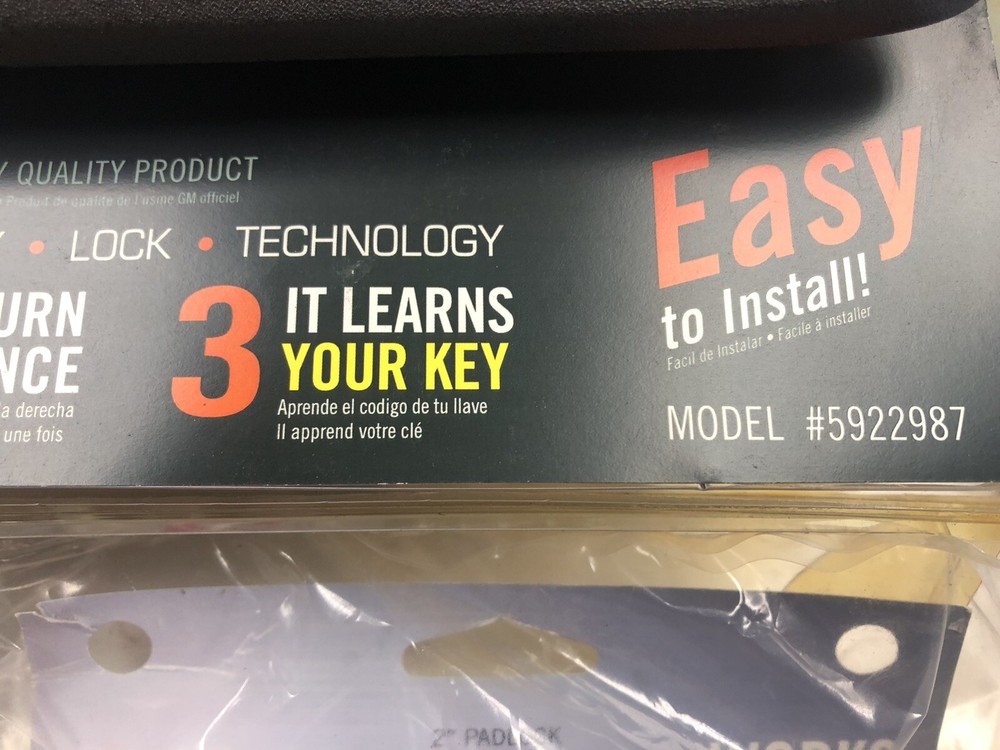 Y QUALITY PRODUCT
Produit de qualité de l'usine GM officiel
Y • LOCK • TECHNOLOGY
URN
NCE
la derecha
une fois
3
IT LEARNS
YOUR KEY
Aprende el codigo de tu llave
Il apprend votre clé
Easy
to Install!
Facil de Instalar • Facile à installer
MODEL #5922987
2" PADLOCK